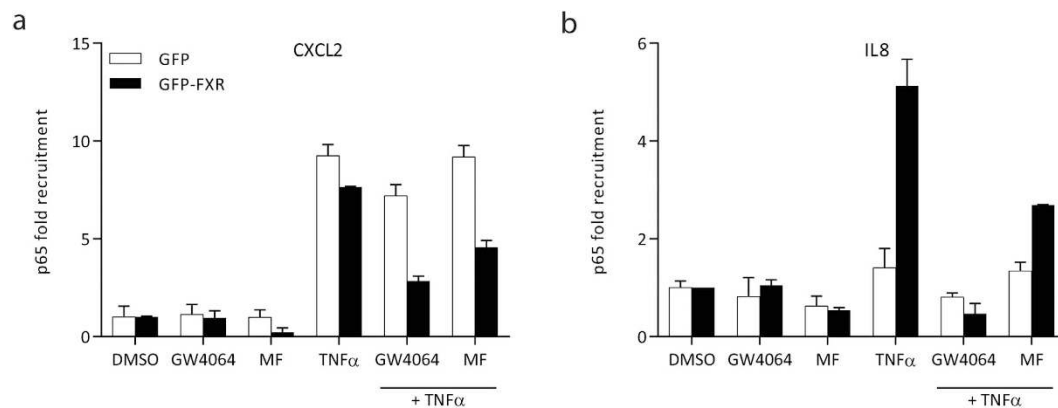 a
CXCL2
GFP
GFP-FXR
p65 fold recruitment
15
10
5
0
DMSO GW4064 MF TNFα GW4064 MF
+ TNFα
b
IL8
p65 fold recruitment
6
4
2
0
DMSO GW4064 MF TNFα GW4064 MF
+ TNFα